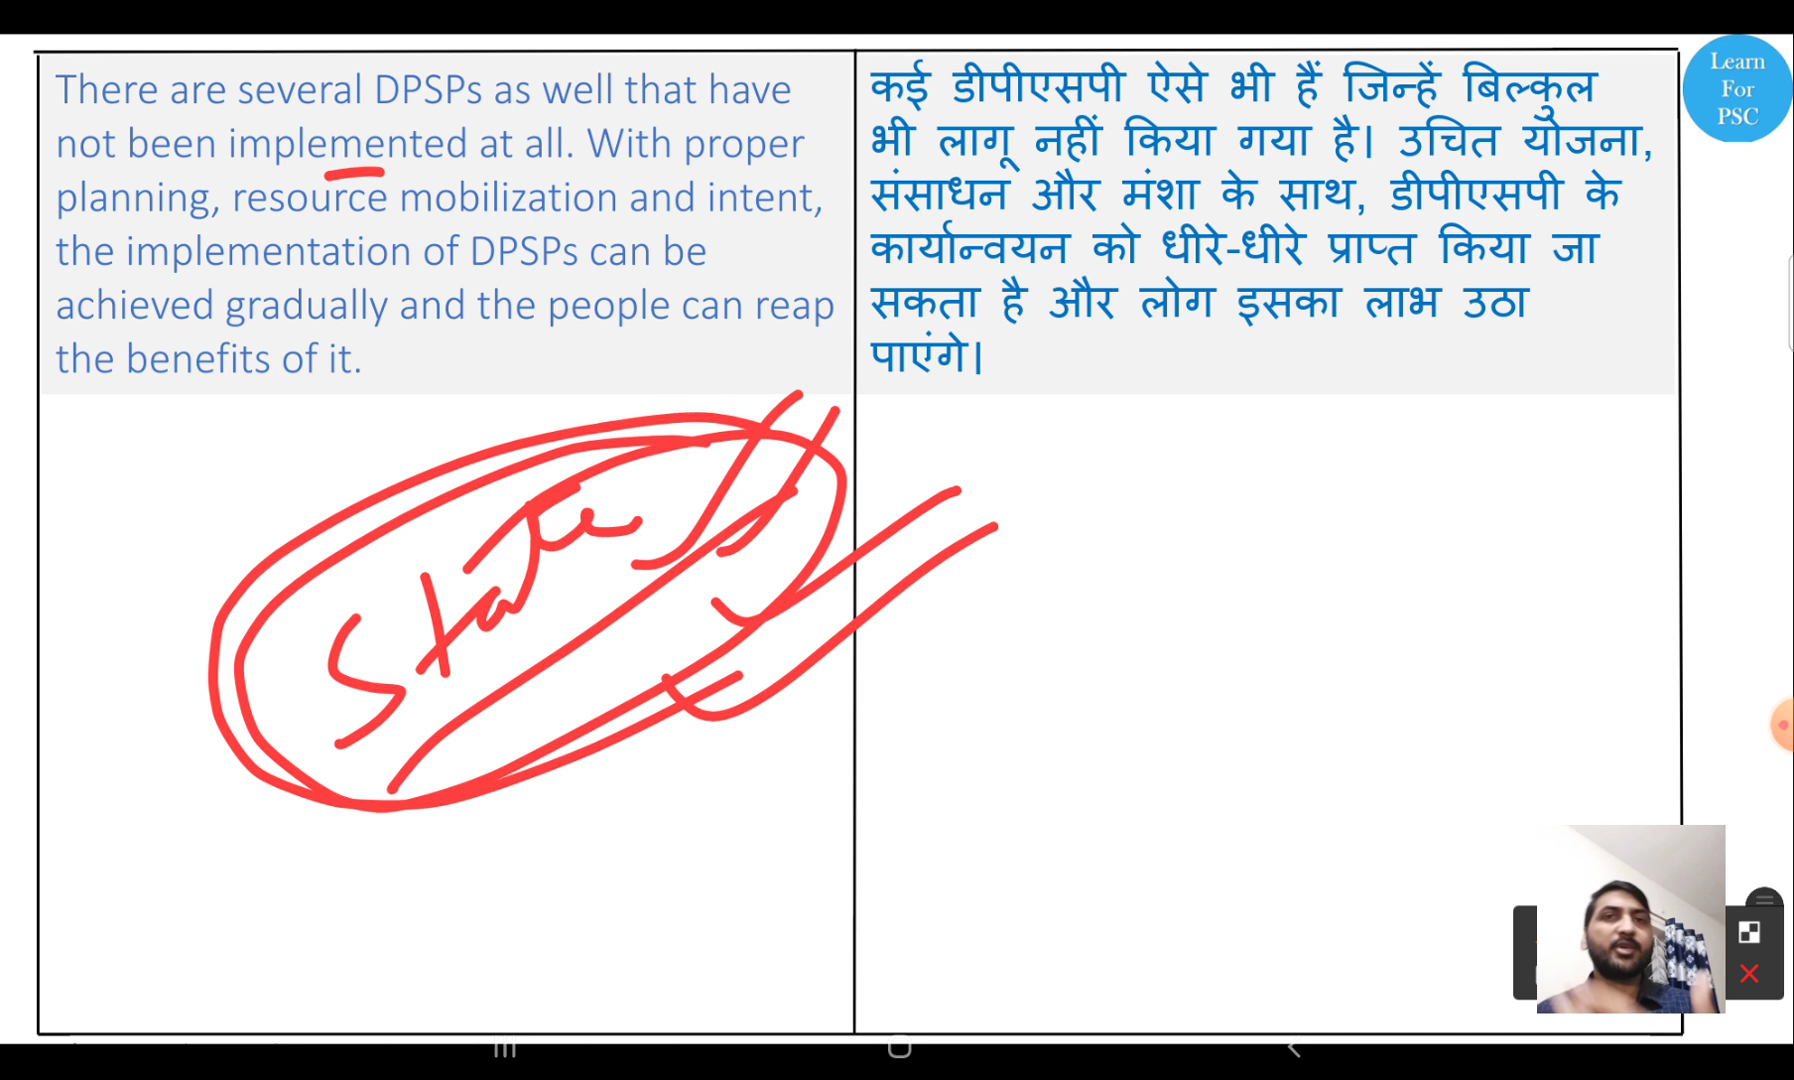 There are several DPSPs as well that have
not been implemented at all. With proper
planning, resource mobilization and intent,
the implementation of DPSPs can be
achieved gradually and the people can reap
the benefits of it.
कई डीपीएसपी ऐसे भी हैं जिन्हें बिल्कुल
भी लागू नहीं किया गया है। उचित योजना,
संसाधन और मंशा के साथ, डीपीएसपी के
कार्यान्वयन को धीरे-धीरे प्राप्त किया जा
सकता है और लोग इसका लाभ उठा
पाएंगे।
Learn
For
PSC
State